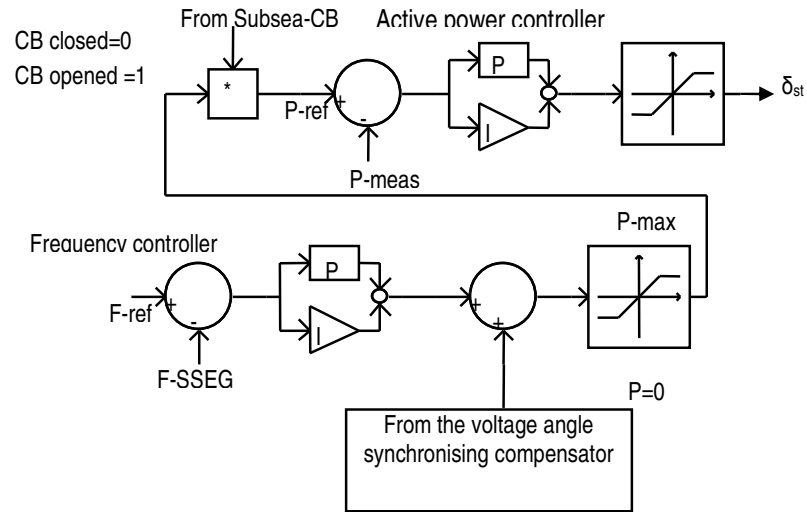 From Subsea-CB
Active power controller
CB closed=0
CB opened =1
*
P
P-ref
+
-
I
δst
P-meas
P-max
Frequency controller
P
F-ref
+
-
I
+
+
F-SSEG
P=0
From the voltage angle
synchronising compensator